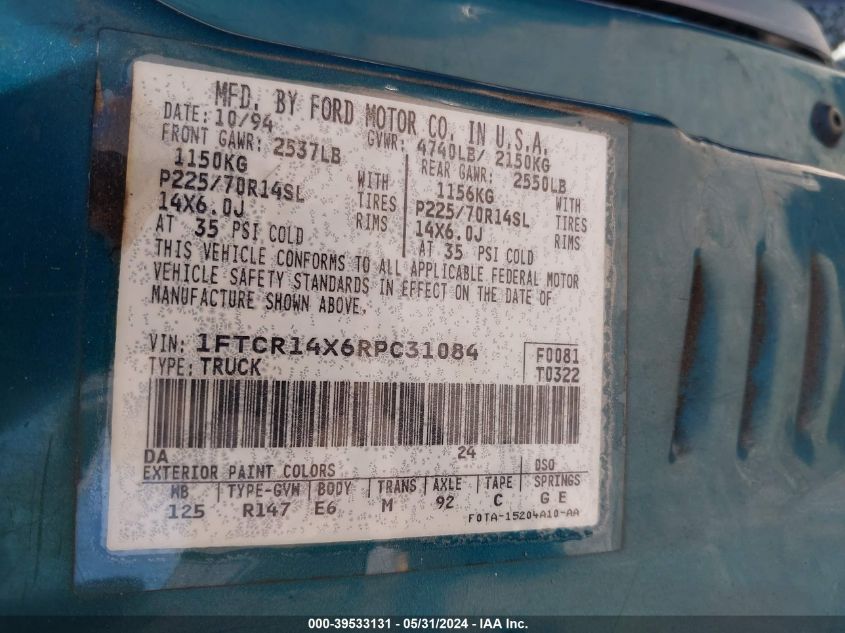 MFD. BY FORD MOTOR CO. IN U.S.A.
DATE: 10/94 GVWR: 4740LB/ 2150KG
FRONT GAWR: 2537LB REAR GAWR: 2550LB
1150KG WITH 1156KG WITH
P225/70R14SL TIRES P225/70R14SL TIRES
14X6.0J RIMS 14X6.0J RIMS
AT 35 PSI COLD AT 35 PSI COLD
THIS VEHICLE CONFORMS TO ALL APPLICABLE FEDERAL MOTOR
VEHICLE SAFETY STANDARDS IN EFFECT ON THE DATE OF
MANUFACTURE SHOWN ABOVE.
VIN: 1FTCR14X6RPC31084 F0081
TYPE: TRUCK T0322
DA 24
EXTERIOR PAINT COLORS DSO
WB TYPE-GVW BODY TRANS AXLE TAPE SPRINGS
125 R147 E6 M 92 C G E
F0TA-15204A10-AA
000-39533131 - 05/31/2024 - IAA Inc.